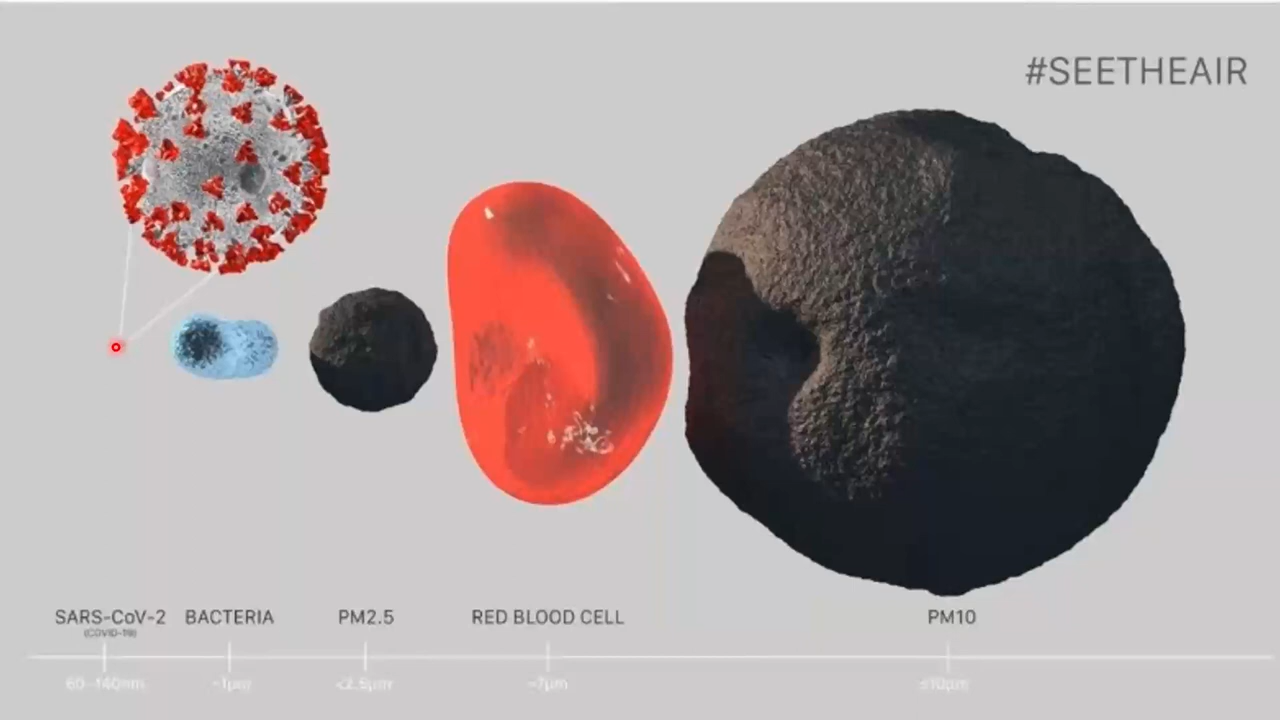 #SEETHEAIR
SARS-CoV-2 BACTERIA PM2.5 RED BLOOD CELL PM10
(COVID-19)
60-140nm ~1µm <2.5µm ~7µm ≤10µm